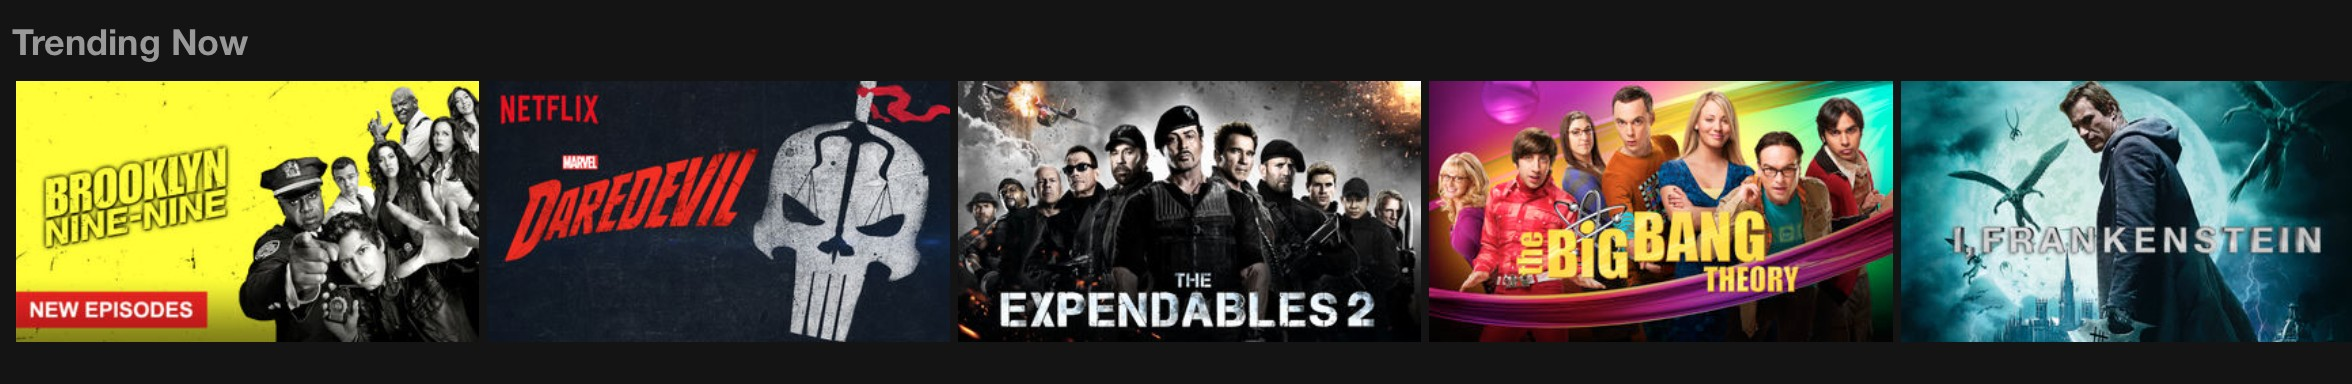 Trending Now
BROOKLYN
NINE-NINE
NEW EPISODES
NETFLIX
MARVEL
DAREDEVIL
THE
EXPENDABLES 2
the BiG BANG
THEORY
I, FRANKENSTEIN